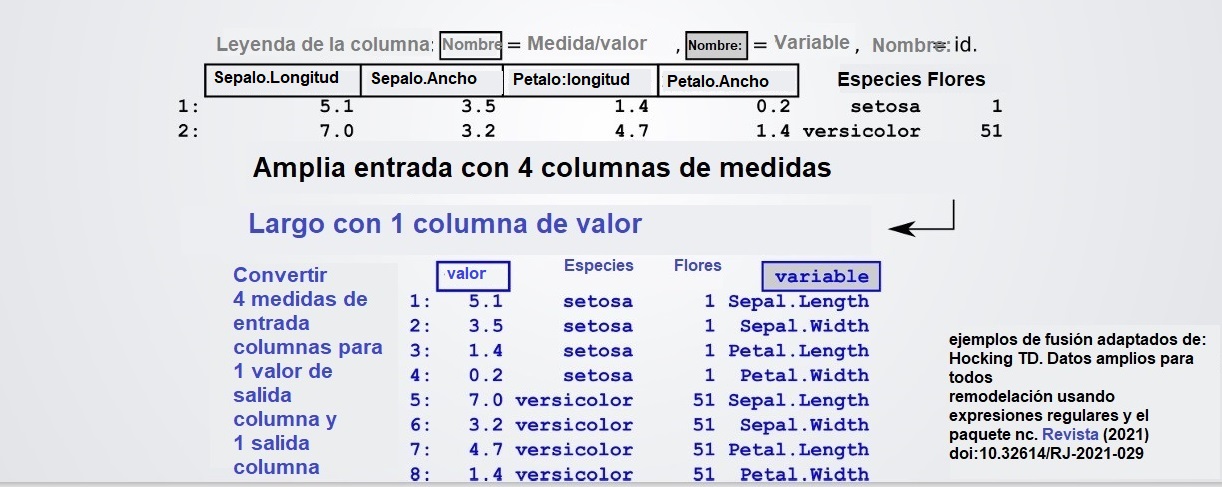 Leyenda de la columna: Nombre = Medida/valor , Nombre: = Variable , Nombre: = id.
Sepalo.Longitud Sepalo.Ancho Petalo:longitud Petalo.Ancho Especies Flores
1: 5.1 3.5 1.4 0.2 setosa 1
2: 7.0 3.2 4.7 1.4 versicolor 51
Amplia entrada con 4 columnas de medidas
Largo con 1 columna de valor
Convertir
4 medidas de
entrada
columnas para
1 valor de
salida
columna y
1 salida
columna
valor Especies Flores variable
1: 5.1 setosa 1 Sepal.Length
2: 3.5 setosa 1 Sepal.Width
3: 1.4 setosa 1 Petal.Length
4: 0.2 setosa 1 Petal.Width
5: 7.0 versicolor 51 Sepal.Length
6: 3.2 versicolor 51 Sepal.Width
7: 4.7 versicolor 51 Petal.Length
8: 1.4 versicolor 51 Petal.Width
ejemplos de fusión adaptados de:
Hocking TD. Datos amplios para
todos
remodelación usando
expresiones regulares y el
paquete nc. Revista (2021)
doi:10.32614/RJ-2021-029